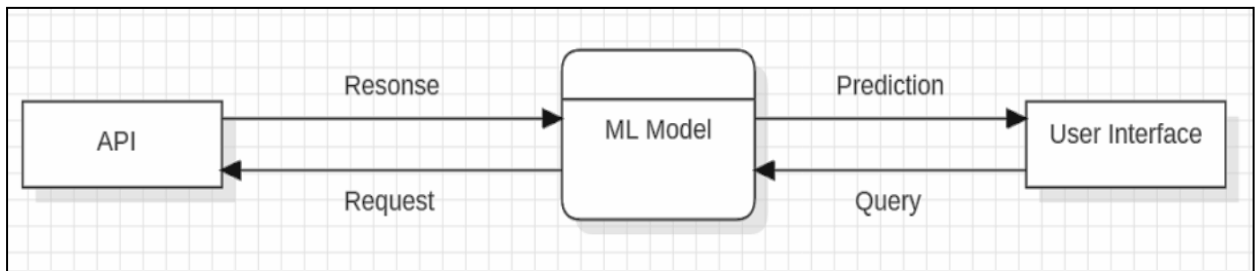 Resonse
Prediction
API
ML Model
User Interface
Request
Query